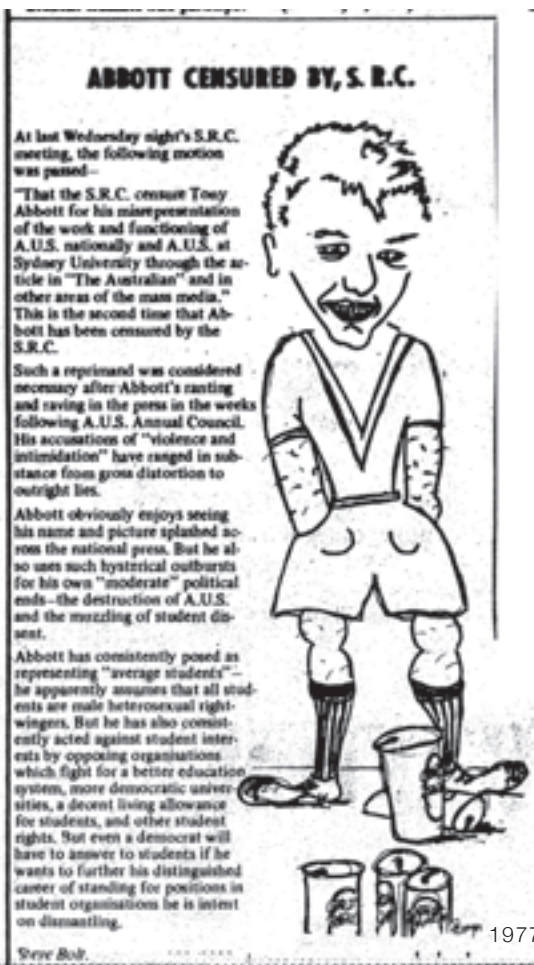 ABBOTT CENSURED BY, S. R.C.
At last Wednesday night's S.R.C.
meeting, the following motion
was passed—
"That the S.R.C. censure Tony
Abbott for his misrepresentation
of the work and functioning of
A.U.S. nationally and A.U.S. at
Sydney University through the ar-
ticle in "The Australian" and in
other areas of the mass media."
This is the second time that Ab-
bott has been censured by the
S.R.C.
Such a reprimand was considered
necessary after Abbott's ranting
and raving in the press in the weeks
following A.U.S. Annual Council.
His accusations of "violence and
intimidation" have ranged in sub-
stance from gross distortion to
outright lies.
Abbott obviously enjoys seeing
his name and picture splashed ac-
ross the national press. But he al-
so uses such hysterical outbursts
for his own "moderate" political
ends—the destruction of A.U.S.
and the muzzling of student dis-
sent.
Abbott has consistently posed as
representing "average students"—
he apparently assumes that all stud-
ents are male heterosexual right-
wingers. But he has also consist-
ently acted against student inter-
ests by opposing organisations
which fight for a better education
system, more democratic univer-
sities, a decent living allowance
for students, and other student
rights. But even a democrat will
have to answer to students if he
wants to further his distinguished
career of standing for positions in
student organisations he is intent
on dismantling.
Steve Bolt.
1977